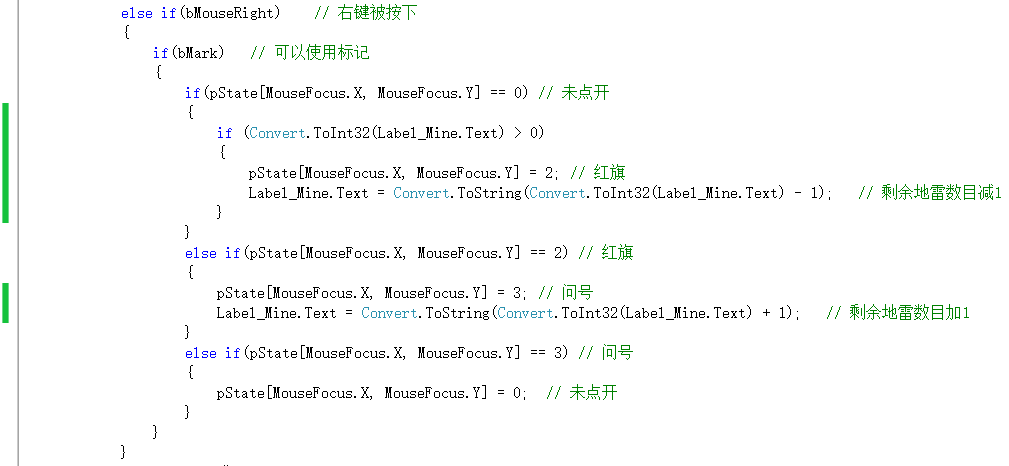 else if(bMouseRight)    // 右键被按下
{
if(bMark)   // 可以使用标记
{
if(pState[MouseFocus.X, MouseFocus.Y] == 0) // 未点开
{
if (Convert.ToInt32(Label_Mine.Text) > 0)
{
pState[MouseFocus.X, MouseFocus.Y] = 2; // 红旗
Label_Mine.Text = Convert.ToString(Convert.ToInt32(Label_Mine.Text) - 1);   // 剩余地雷数目减1
}
}
else if(pState[MouseFocus.X, MouseFocus.Y] == 2) // 红旗
{
pState[MouseFocus.X, MouseFocus.Y] = 3; // 问号
Label_Mine.Text = Convert.ToString(Convert.ToInt32(Label_Mine.Text) + 1);   // 剩余地雷数目加1
}
else if(pState[MouseFocus.X, MouseFocus.Y] == 3) // 问号
{
pState[MouseFocus.X, MouseFocus.Y] = 0;  // 未点开
}
}
}